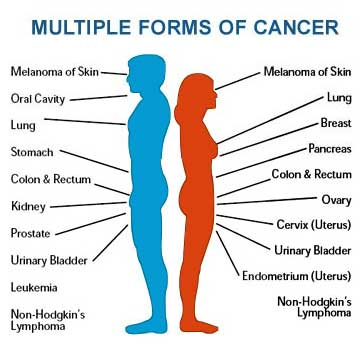 MULTIPLE FORMS OF CANCER
Melanoma of Skin
Oral Cavity
Lung
Stomach
Colon & Rectum
Kidney
Prostate
Urinary Bladder
Leukemia
Non-Hodgkin's
Lymphoma
Melanoma of Skin
Lung
Breast
Pancreas
Colon & Rectum
Ovary
Cervix (Uterus)
Urinary Bladder
Endometrium (Uterus)
Non-Hodgkin's
Lymphoma